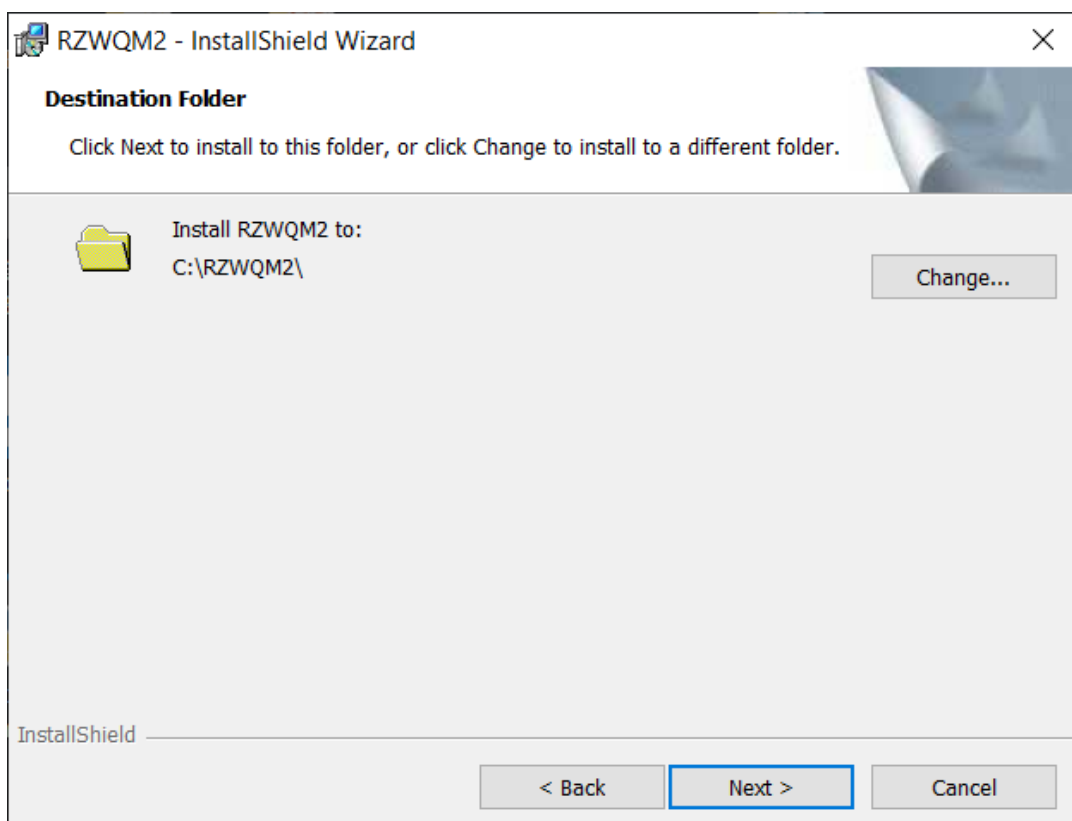 RZWQM2 - InstallShield Wizard
Destination Folder
Click Next to install to this folder, or click Change to install to a different folder.
Install RZWQM2 to:
C:\RZWQM2\
Change...
InstallShield
< Back
Next >
Cancel